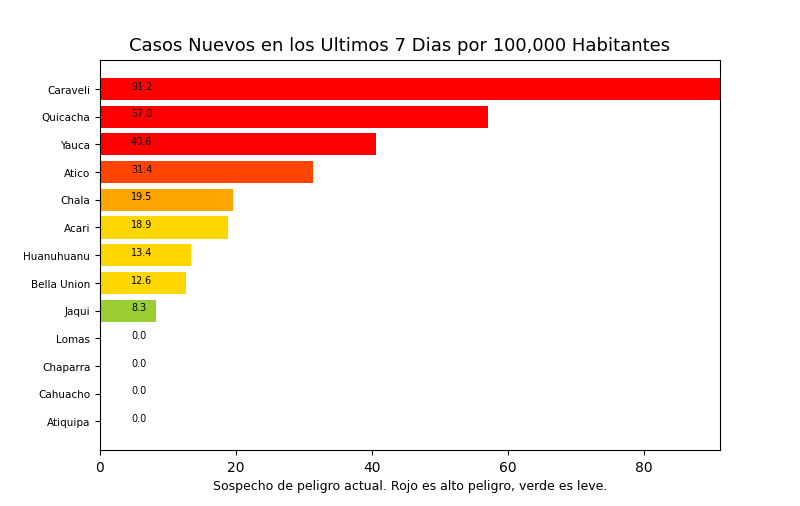 Casos Nuevos en los Ultimos 7 Dias por 100,000 Habitantes
Caraveli 91.2
Quicacha 57.0
Yauca 40.6
Atico 31.4
Chala 19.5
Acari 18.9
Huanuhuanu 13.4
Bella Union 12.6
Jaqui 8.3
Lomas 0.0
Chaparra 0.0
Cahuacho 0.0
Atiquipa 0.0
0 20 40 60 80
Sospecho de peligro actual. Rojo es alto peligro, verde es leve.